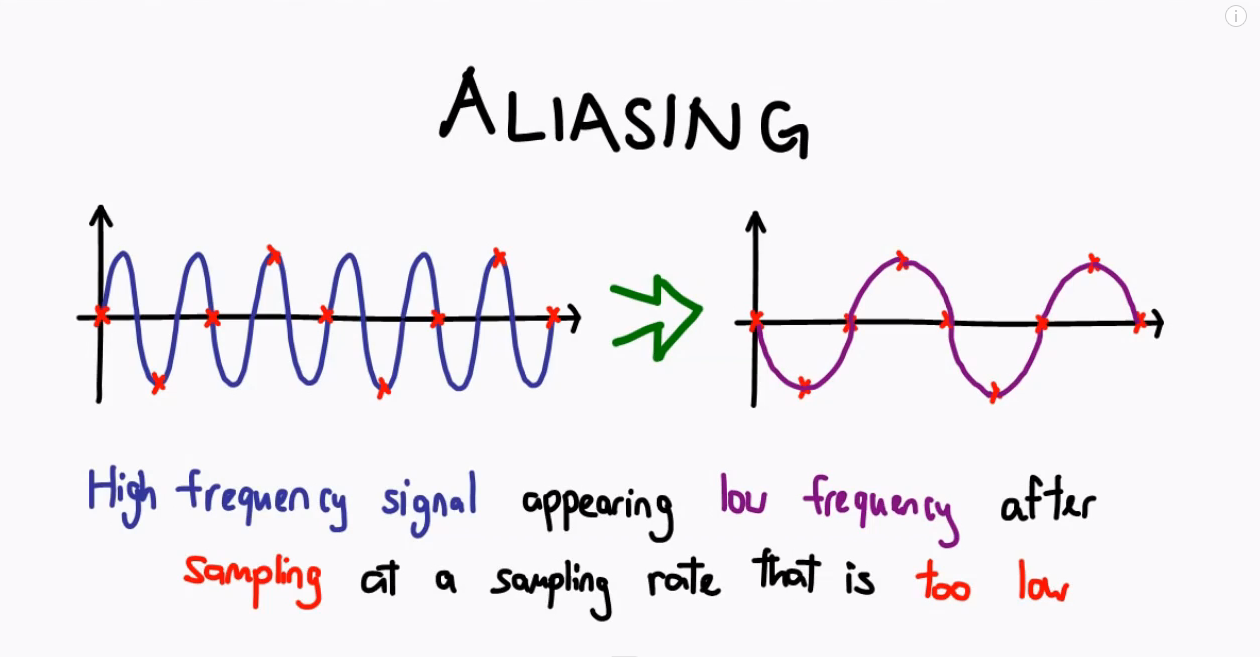 ALIASING
High frequency signal appearing low frequency after
sampling at a sampling rate that is too low